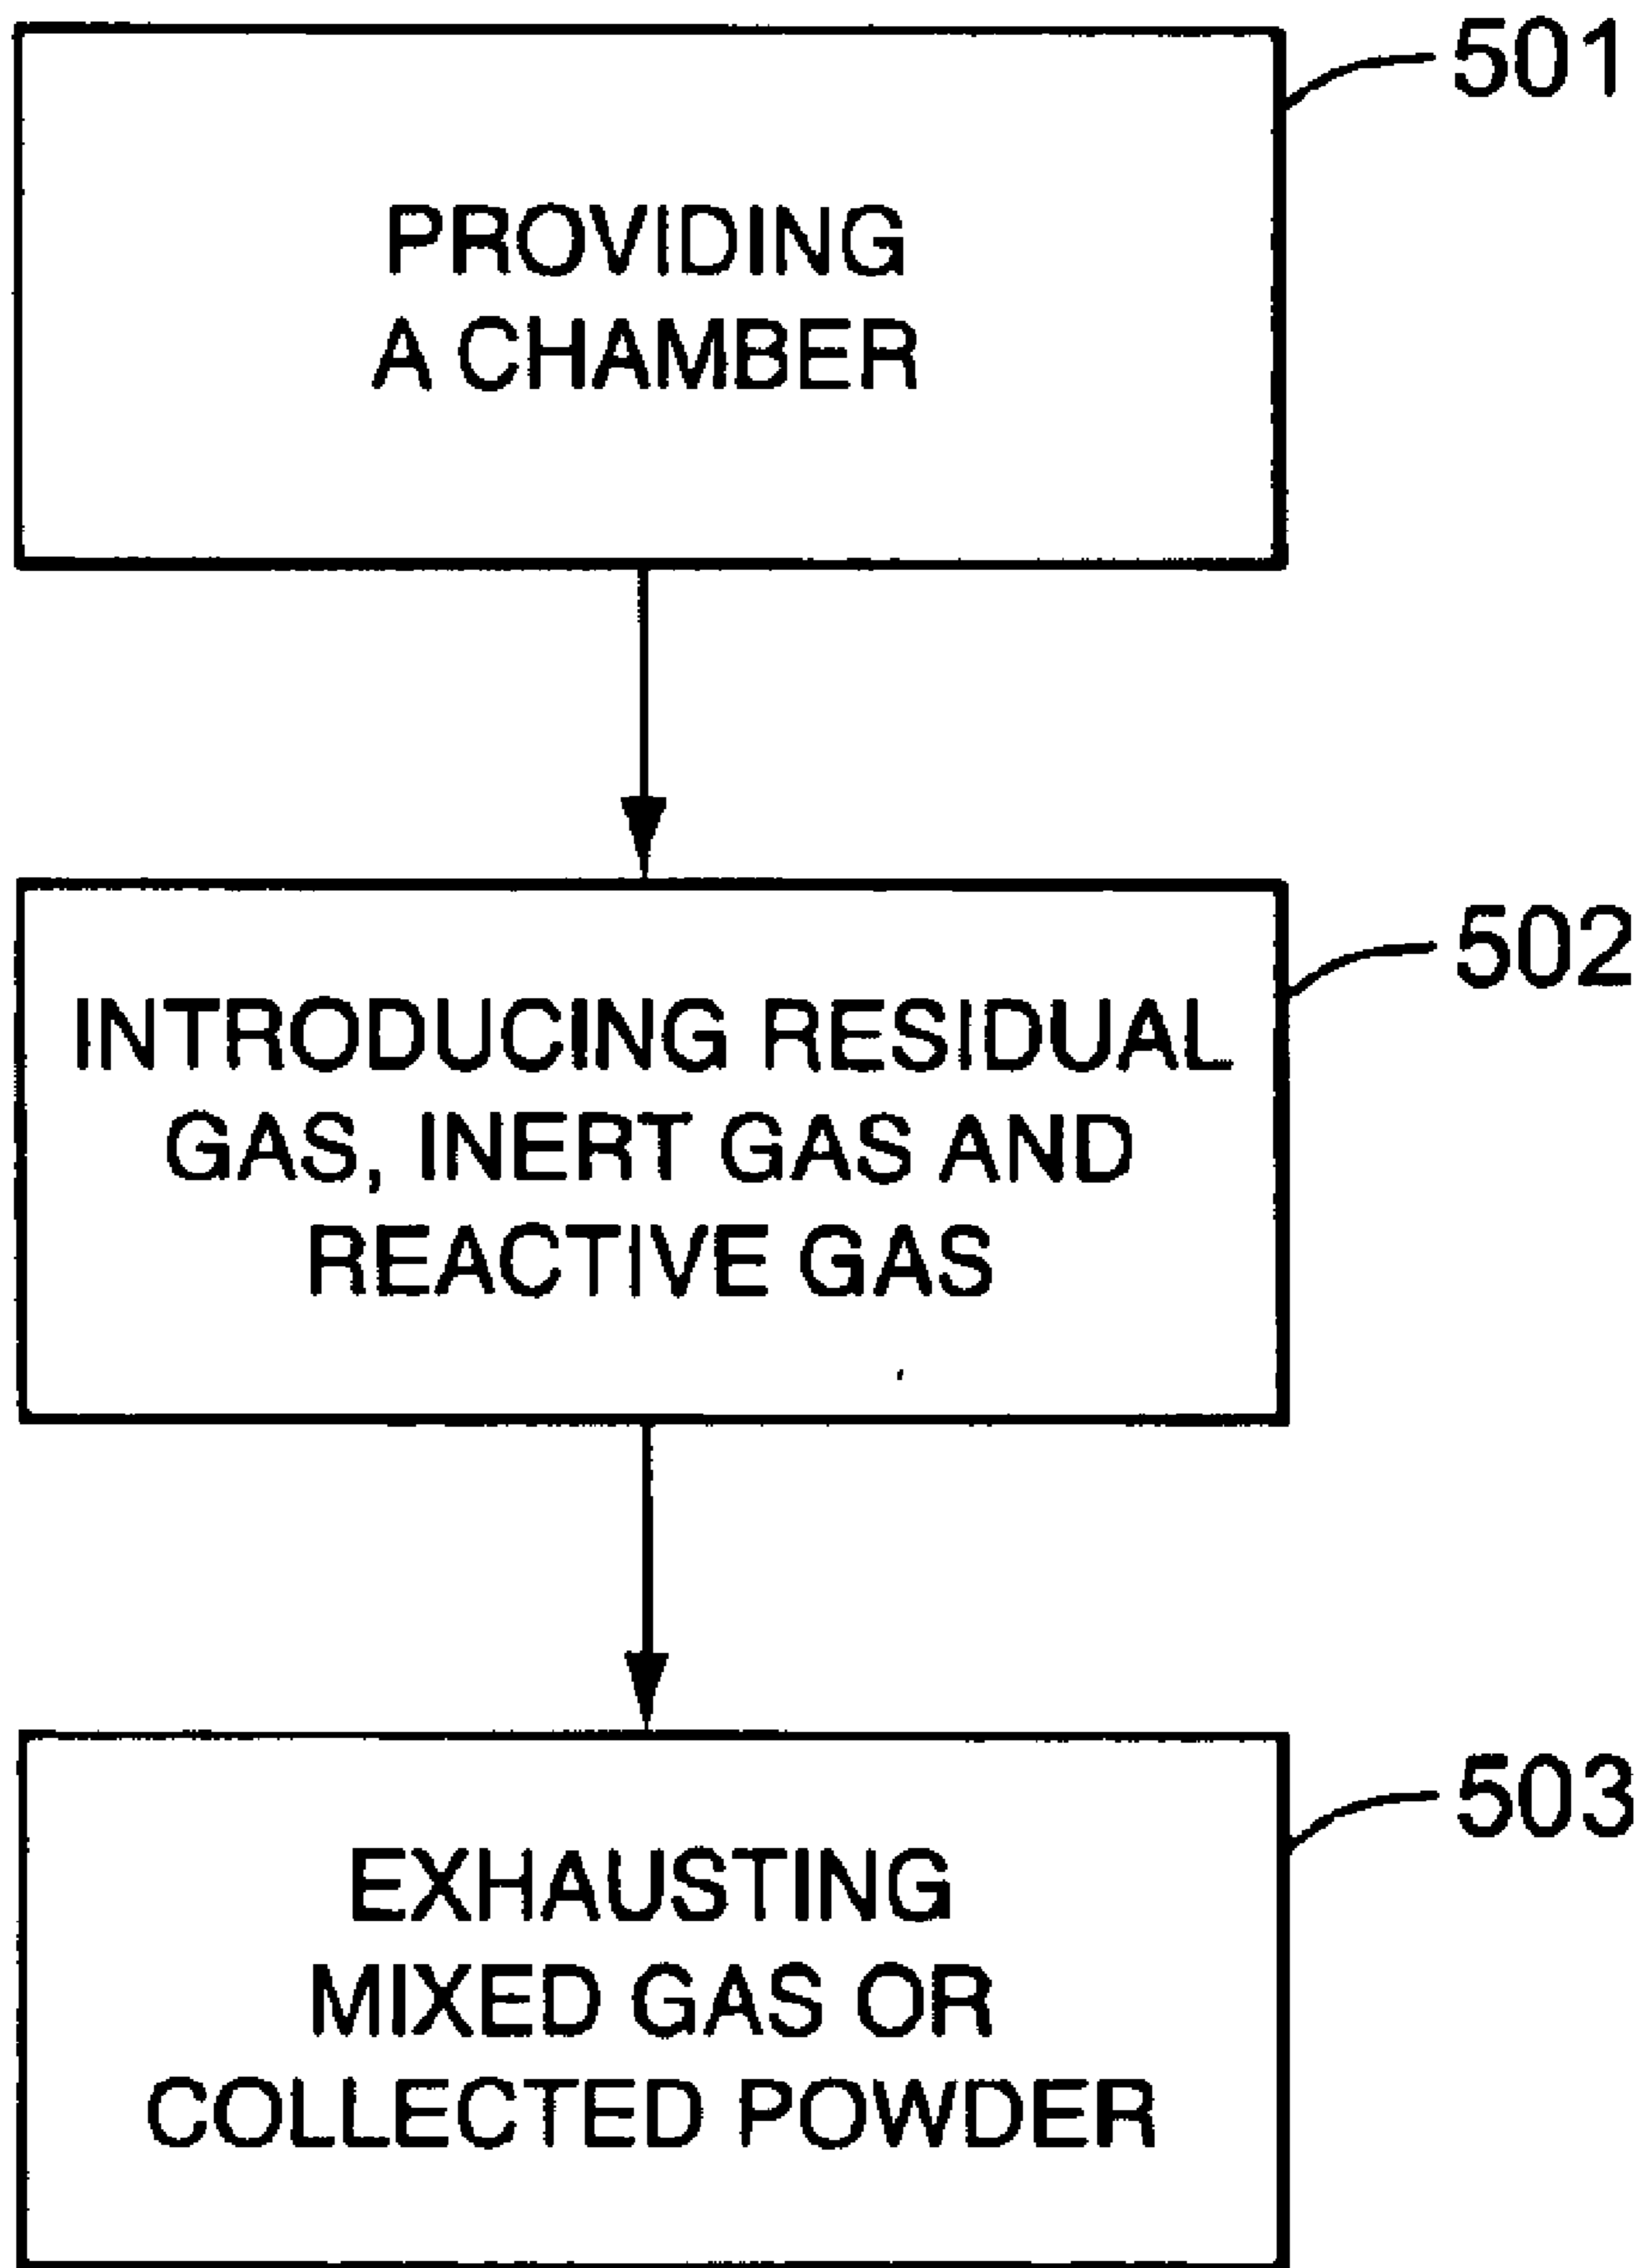 501
PROVIDING
A CHAMBER
502
INTRODUCING RESIDUAL
GAS, INERT GAS AND
REACTIVE GAS
503
EXHAUSTING
MIXED GAS OR
COLLECTED POWDER